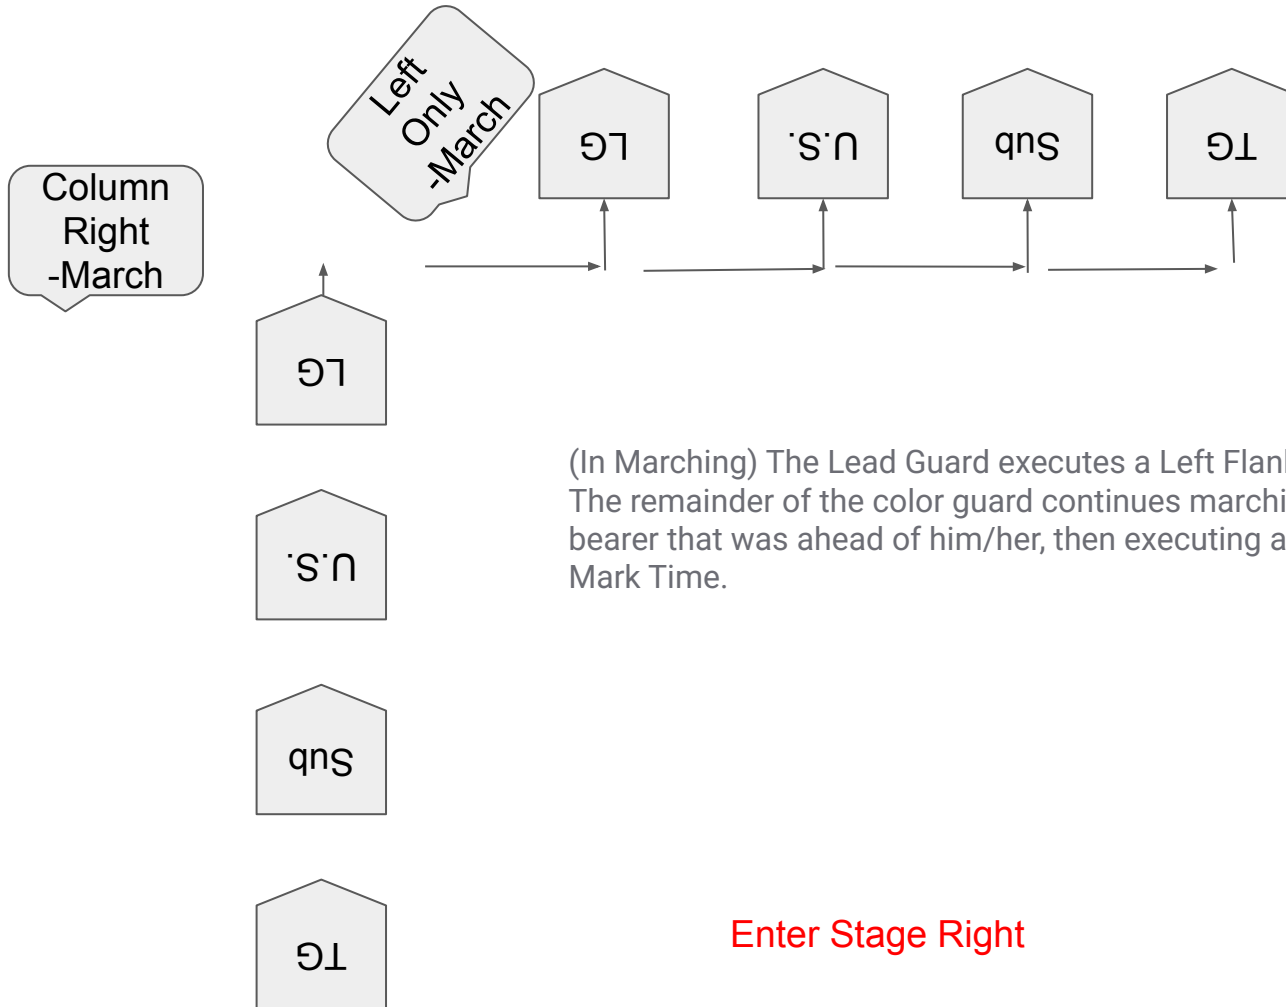 Left
Only
-March
LG
U.S.
Sub
TG
Column
Right
-March
LG
U.S.
Sub
TG
(In Marching) The Lead Guard executes a Left
The remainder of the color guard continues
bearer that was ahead of him/her, then executing a
Mark Time.
Enter Stage Right